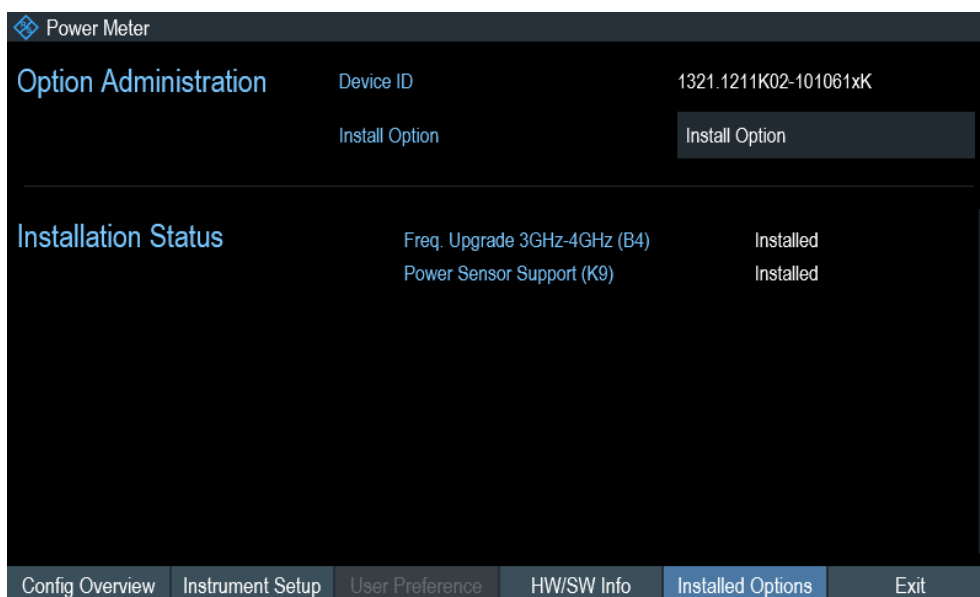 Power Meter
Option Administration Device ID 1321.1211K02-101061xK
Install Option Install Option
Installation Status Freq. Upgrade 3GHz-4GHz (B4) Installed
Power Sensor Support (K9) Installed
Config Overview Instrument Setup User Preference HW/SW Info Installed Options Exit